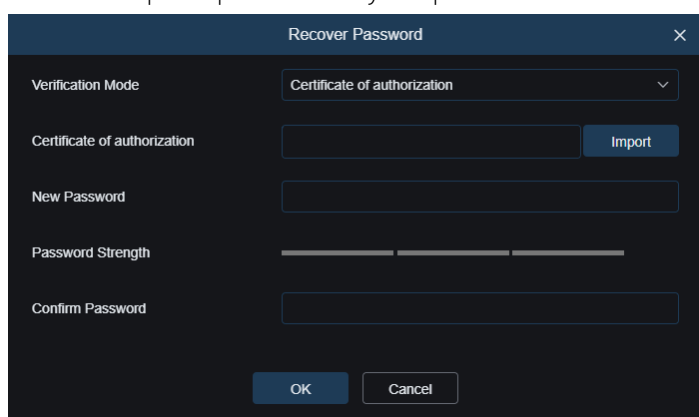 Recover Password
Verification Mode
Certificate of authorization
Certificate of authorization
Import
New Password
Password Strength
Confirm Password
OK
Cancel